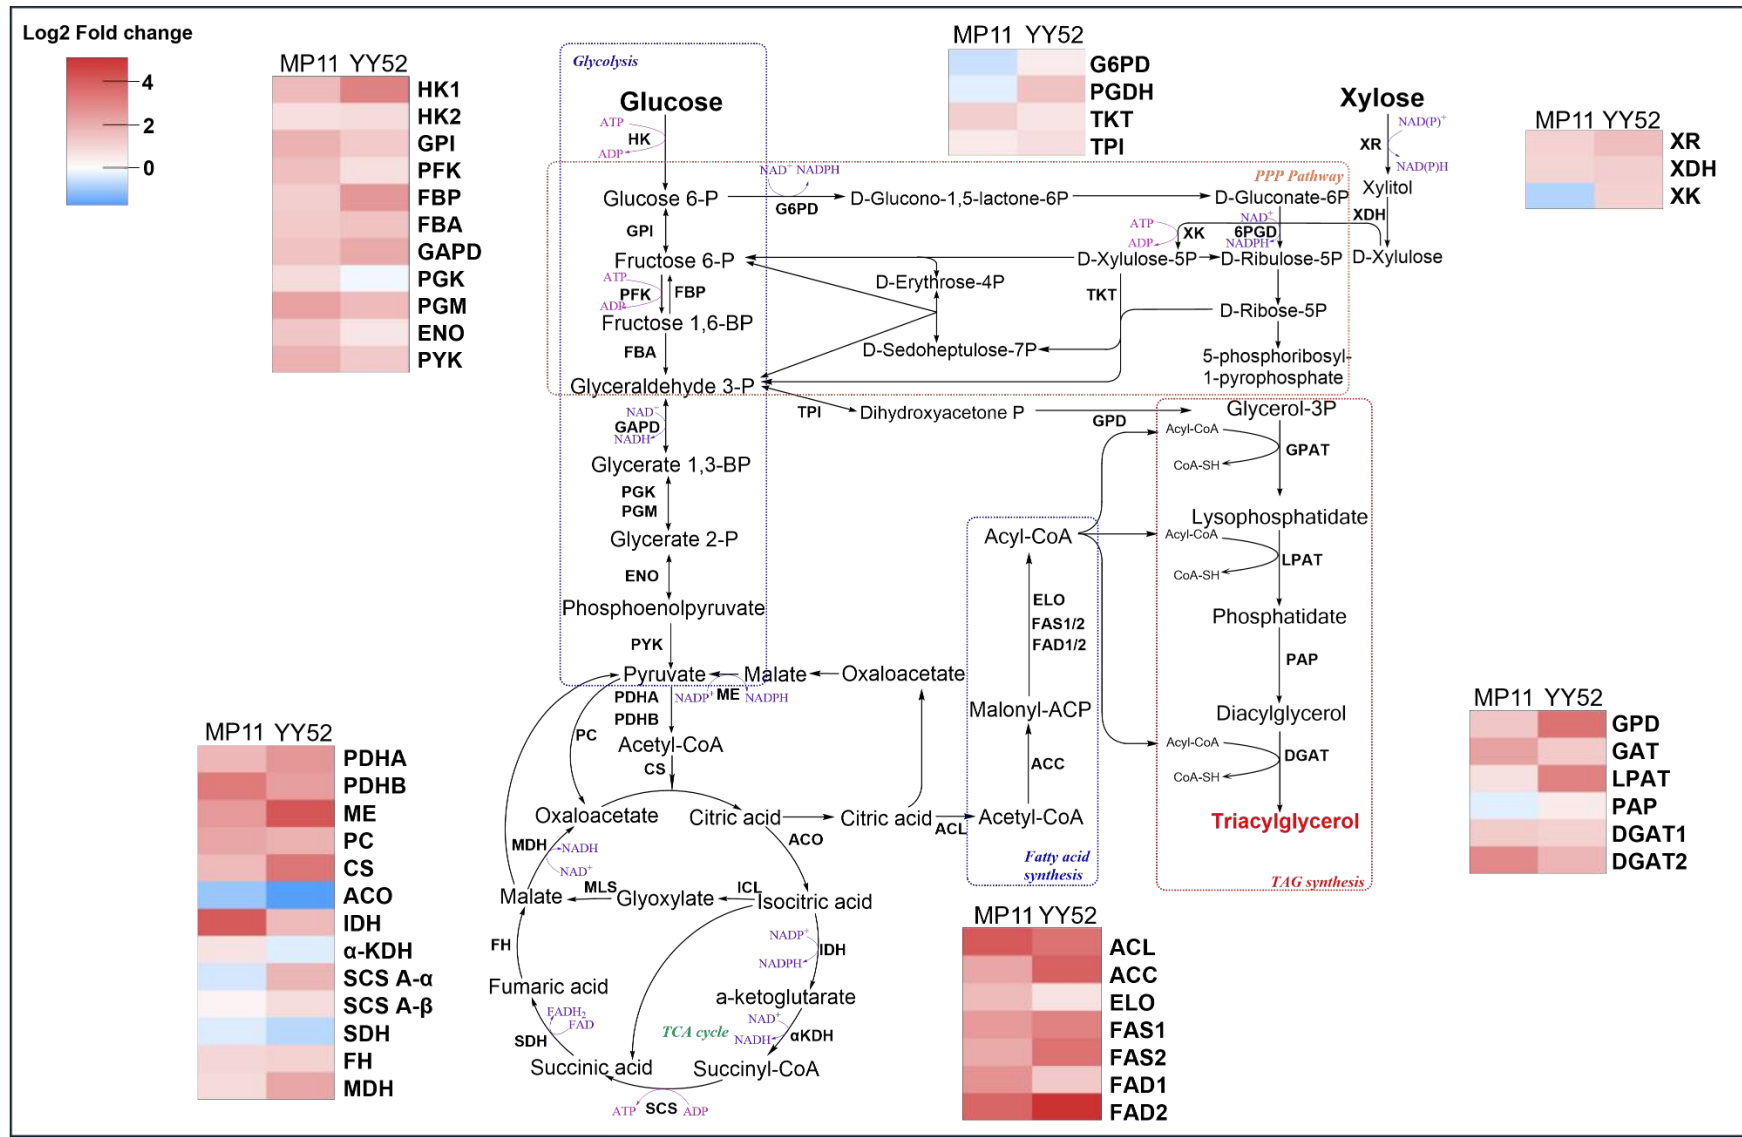 Log2 Fold change
4
2
0
MP11 YY52
HK1
HK2
GPI
PFK
FBP
FBA
GAPD
PGK
PGM
ENO
PYK
Glycolysis
Glucose
ATP
HK
ADP
Glucose 6-P
GPI
Fructose 6-P
ATP
PFK
FBP
ADP
Fructose 1,6-BP
FBA
Glyceraldehyde 3-P
NAD⁻
GAPD
NADH
Glycerate 1,3-BP
PGK
PGM
Glycerate 2-P
ENO
Phosphoenolpyruvate
PYK
Pyruvate
MP11 YY52
G6PD
PGDH
TKT
TPI
PPP Pathway
NAD⁺ NADPH
G6PD
D-Glucono-1,5-lactone-6P
D-Gluconate-6P
NAD⁺
6PGD
NADPH
ATP
XK
ADP
D-Xylulose-5P
D-Ribulose-5P
D-Erythrose-4P
TKT
D-Ribose-5P
D-Sedoheptulose-7P
5-phosphoribosyl-
1-pyrophosphate
TPI
Dihydroxyacetone P
GPD
Xylose
NAD(P)⁺
XR
NAD(P)H
Xylitol
XDH
D-Xylulose
MP11 YY52
XR
XDH
XK
Glycerol-3P
Acyl-CoA
GPAT
CoA-SH
Lysophosphatidate
Acyl-CoA
LPAT
CoA-SH
Phosphatidate
PAP
Diacylglycerol
Acyl-CoA
DGAT
CoA-SH
Triacylglycerol
TAG synthesis
MP11 YY52
GPD
GAT
LPAT
PAP
DGAT1
DGAT2
Acyl-CoA
ELO
FAS1/2
FAD1/2
Malonyl-ACP
ACC
Acetyl-CoA
Fatty acid
synthesis
Malate
Oxaloacetate
NADP⁺
ME
NADPH
PDHA
PDHB
PC
Acetyl-CoA
CS
Oxaloacetate
Citric acid
Citric acid
ACL
ACO
MDH
NADH
NAD⁺
Malate
MLS
Glyoxylate
ICL
Isocitric acid
NADP⁺
IDH
NADPH
FH
Fumaric acid
a-ketoglutarate
FADH₂
FAD
TCA cycle
NAD⁺
NADH
αKDH
SDH
Succinic acid
Succinyl-CoA
ATP
SCS
ADP
MP11 YY52
PDHA
PDHB
ME
PC
CS
ACO
IDH
α-KDH
SCS A-α
SCS A-β
SDH
FH
MDH
MP11 YY52
ACL
ACC
ELO
FAS1
FAS2
FAD1
FAD2